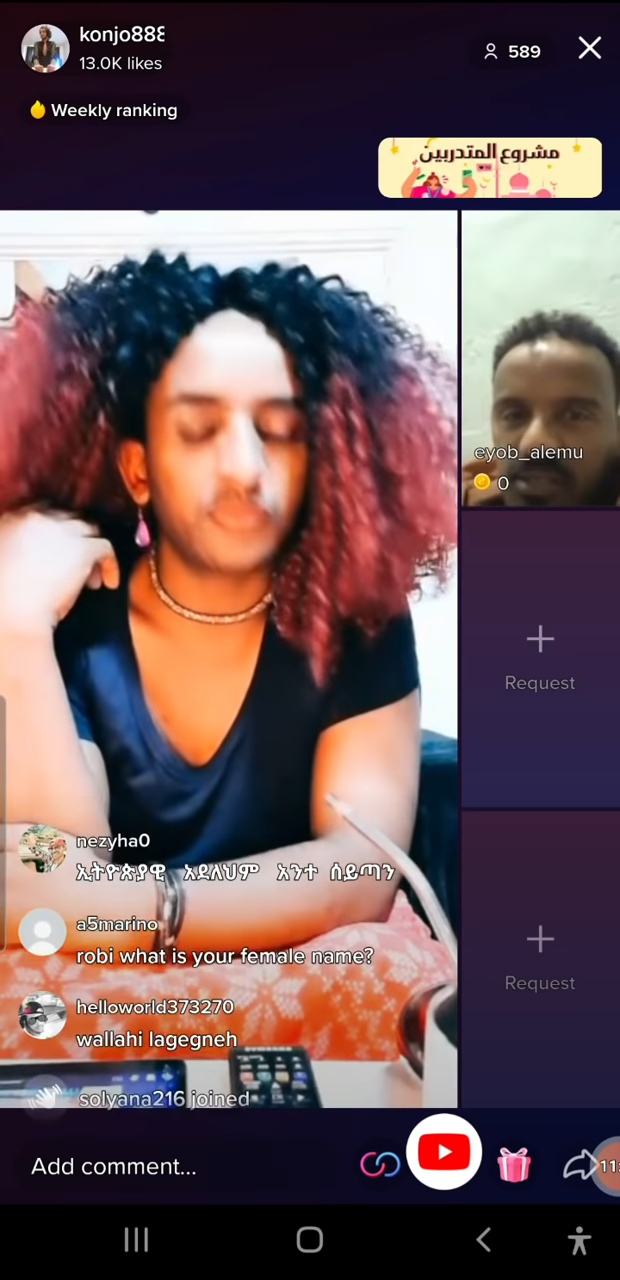 konjo888
13.0K likes
589
Weekly ranking
مشروع المتدربين
eyob_alemu
0
Request
nezyha0
ኢትዮጵያዊ አደለህም አንተ ሰይጣን
a5marino
robi what is your female name?
Request
helloworld373270
wallahi lagegneh
solyana216 joined
Add comment...
11: